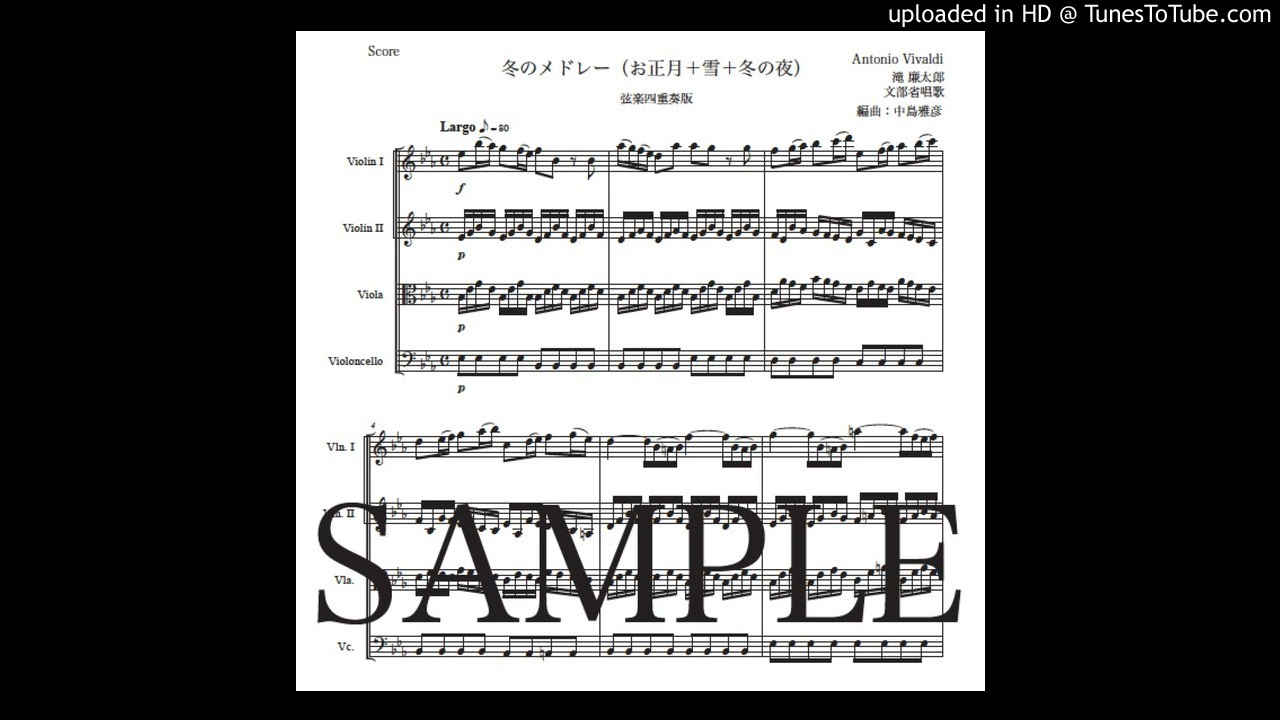 uploaded in HD @ TunesToTube.com
Score
冬のメドレー（お正月＋雪＋冬の夜）
弦楽四重奏版
Antonio Vivaldi
滝 廉太郎
文部省唱歌
編曲：中島雅彦
Largo ♪=80
Violin I
f
Violin II
p
Viola
p
Violoncello
p
4
Vln. I
Vln. II
Vla.
Vc.
SAMPLE